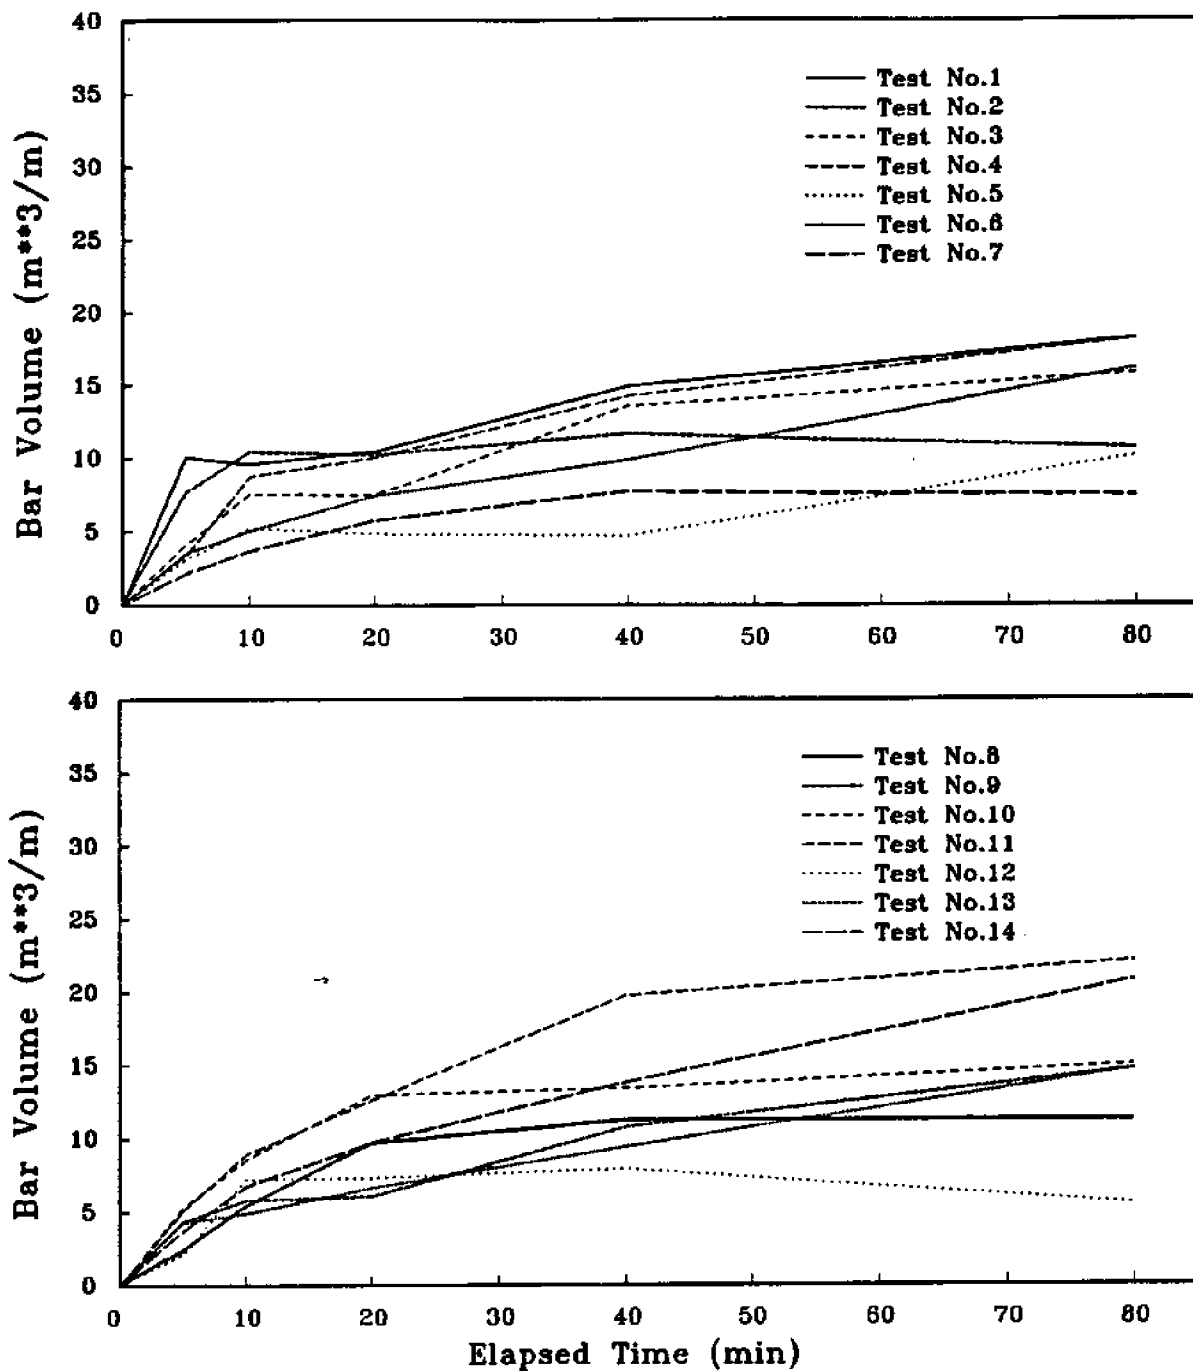 40
35
30
25
20
15
10
5
0
Bar Volume (m**3/m)
Test No.1
Test No.2
Test No.3
Test No.4
Test No.5
Test No.6
Test No.7
0 10 20 30 40 50 60 70 80
40
35
30
25
20
15
10
5
0
Bar Volume (m**3/m)
Test No.8
Test No.9
Test No.10
Test No.11
Test No.12
Test No.13
Test No.14
0 10 20 30 40 50 60 70 80
Elapsed Time (min)